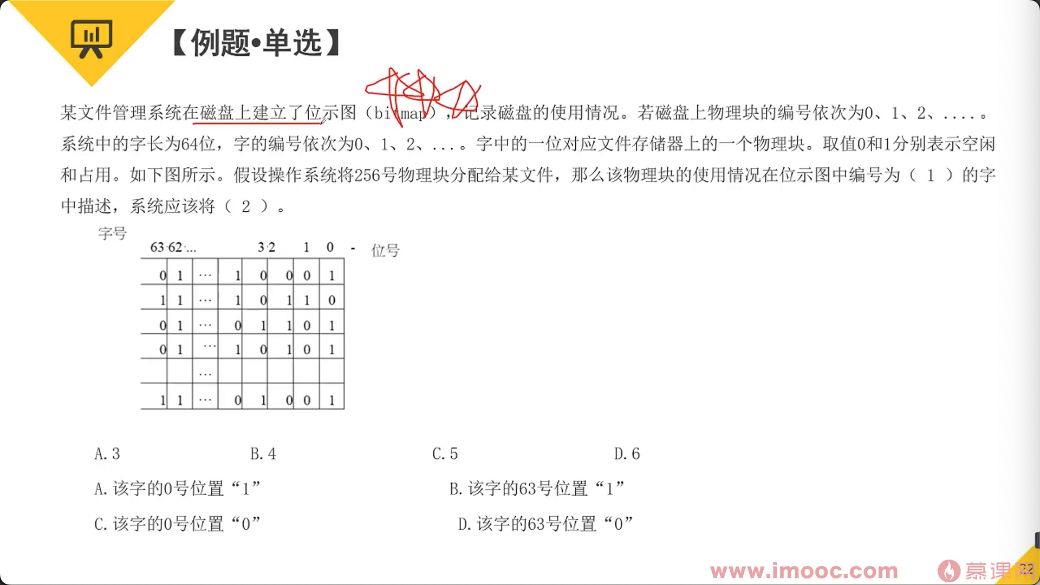 【例题•单选】
某文件管理系统在磁盘上建立了位示图（bitmap），记录磁盘的使用情况。若磁盘上物理块的编号依次为0、1、2、....。
系统中的字长为64位，字的编号依次为0、1、2、...。字中的一位对应文件存储器上的一个物理块。取值0和1分别表示空闲
和占用。如下图所示。假设操作系统将256号物理块分配给某文件，那么该物理块的使用情况在位示图中编号为（ 1 ）的字
中描述，系统应该将（ 2 ）。
字号
63 62 ... 3 2 1 0 - 位号
0 1 ... 1 0 0 0 1
1 1 ... 1 0 1 1 0
0 1 ... 0 1 1 0 1
0 1 ... 1 0 1 0 1
...
1 1 ... 0 1 0 0 1
A.3 B.4 C.5 D.6
A.该字的0号位置“1” B.该字的63号位置“1”
C.该字的0号位置“0” D.该字的63号位置“0”
www.imooc.com 慕课网